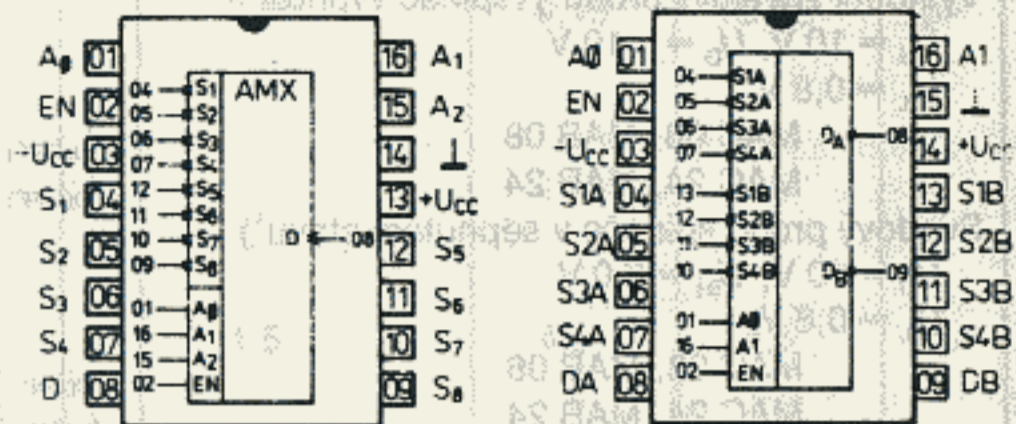 A0 01 16 A1
EN 02 15 A2
-UCC 03 14 ⊥
S1 04 13 +UCC
S2 05 12 S5
S3 06 11 S6
S4 07 10 S7
D 08 09 S8
AMX
04 S1
05 S2
06 S3
07 S4
12 S5
11 S6
10 S7
09 S8
D 08
01 A0
16 A1
15 A2
02 EN
A0 01 16 A1
EN 02 15 ⊥
-UCC 03 14 +UCC
S1A 04 13 S1B
S2A 05 12 S2B
S3A 06 11 S3B
S4A 07 10 S4B
DA 08 09 DB
04 S1A
05 S2A
06 S3A
07 S4A
DA 08
13 S1B
12 S2B
11 S3B
10 S4B
DB 09
01 A0
16 A1
02 EN